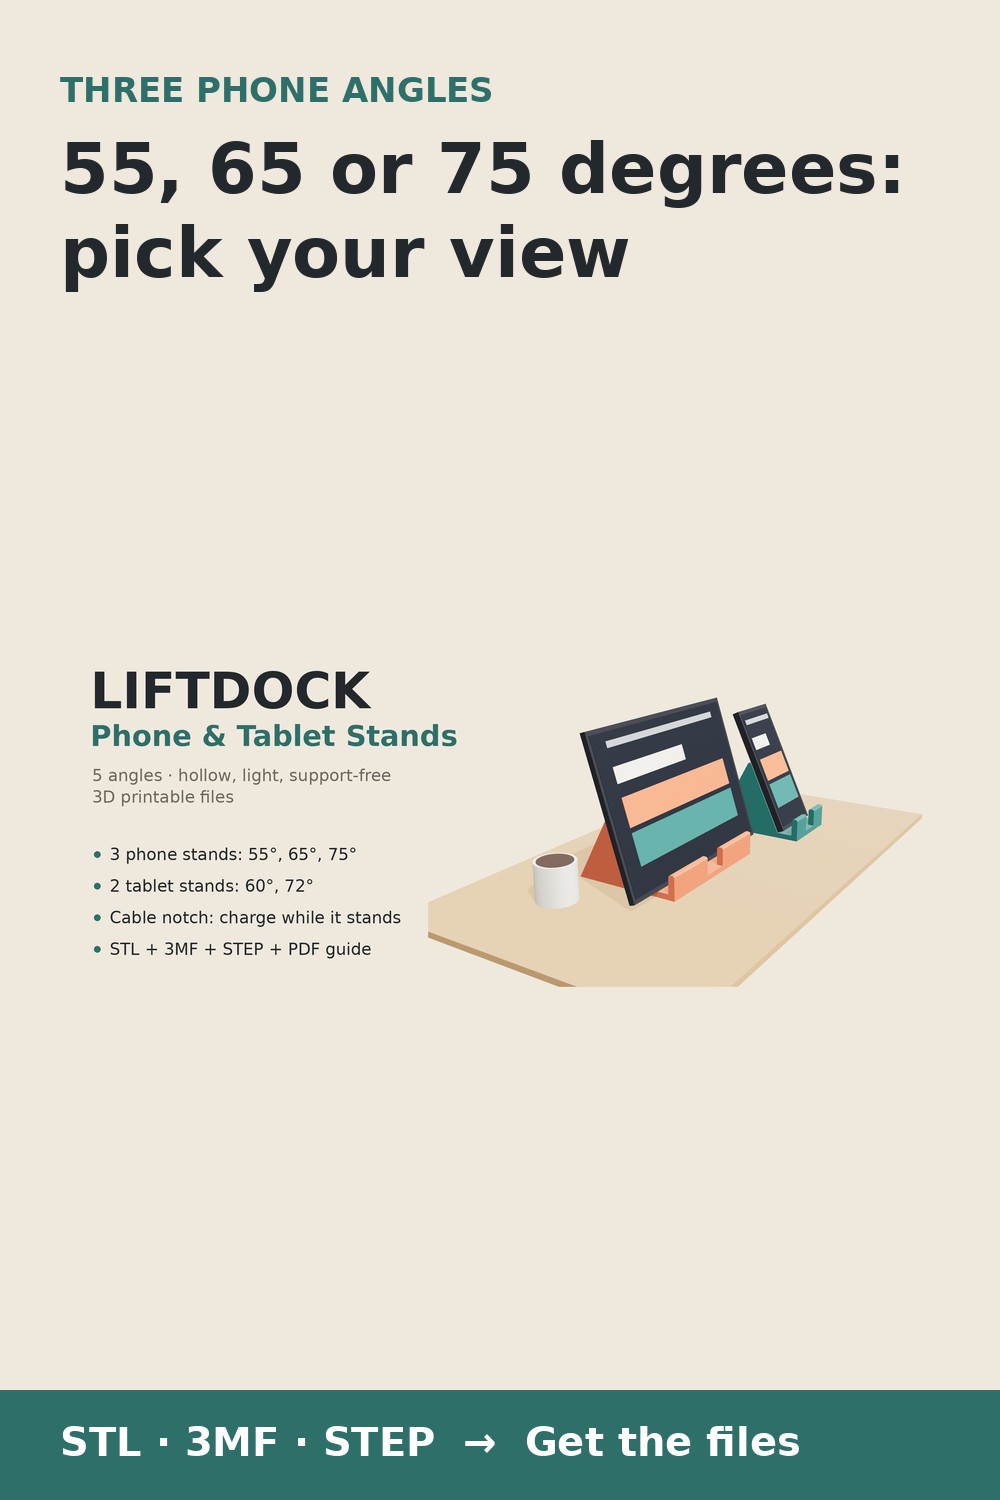 THREE PHONE ANGLES
55, 65 or 75 degrees:
pick your view
LIFTDOCK
Phone & Tablet Stands
5 angles · hollow, light, support-free
3D printable files
• 3 phone stands: 55°, 65°, 75°
• 2 tablet stands: 60°, 72°
• Cable notch: charge while it stands
• STL + 3MF + STEP + PDF guide
STL · 3MF · STEP → Get the files